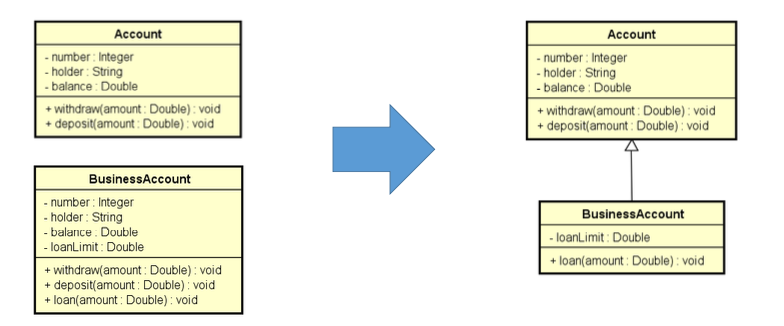 Account
- number : Integer
- holder : String
- balance : Double
+ withdraw(amount : Double) : void
+ deposit(amount : Double) : void
BusinessAccount
- number : Integer
- holder : String
- balance : Double
- loanLimit : Double
+ withdraw(amount : Double) : void
+ deposit(amount : Double) : void
+ loan(amount : Double) : void
Account
- number : Integer
- holder : String
- balance : Double
+ withdraw(amount : Double) : void
+ deposit(amount : Double) : void
BusinessAccount
- loanLimit : Double
+ loan(amount : Double) : void